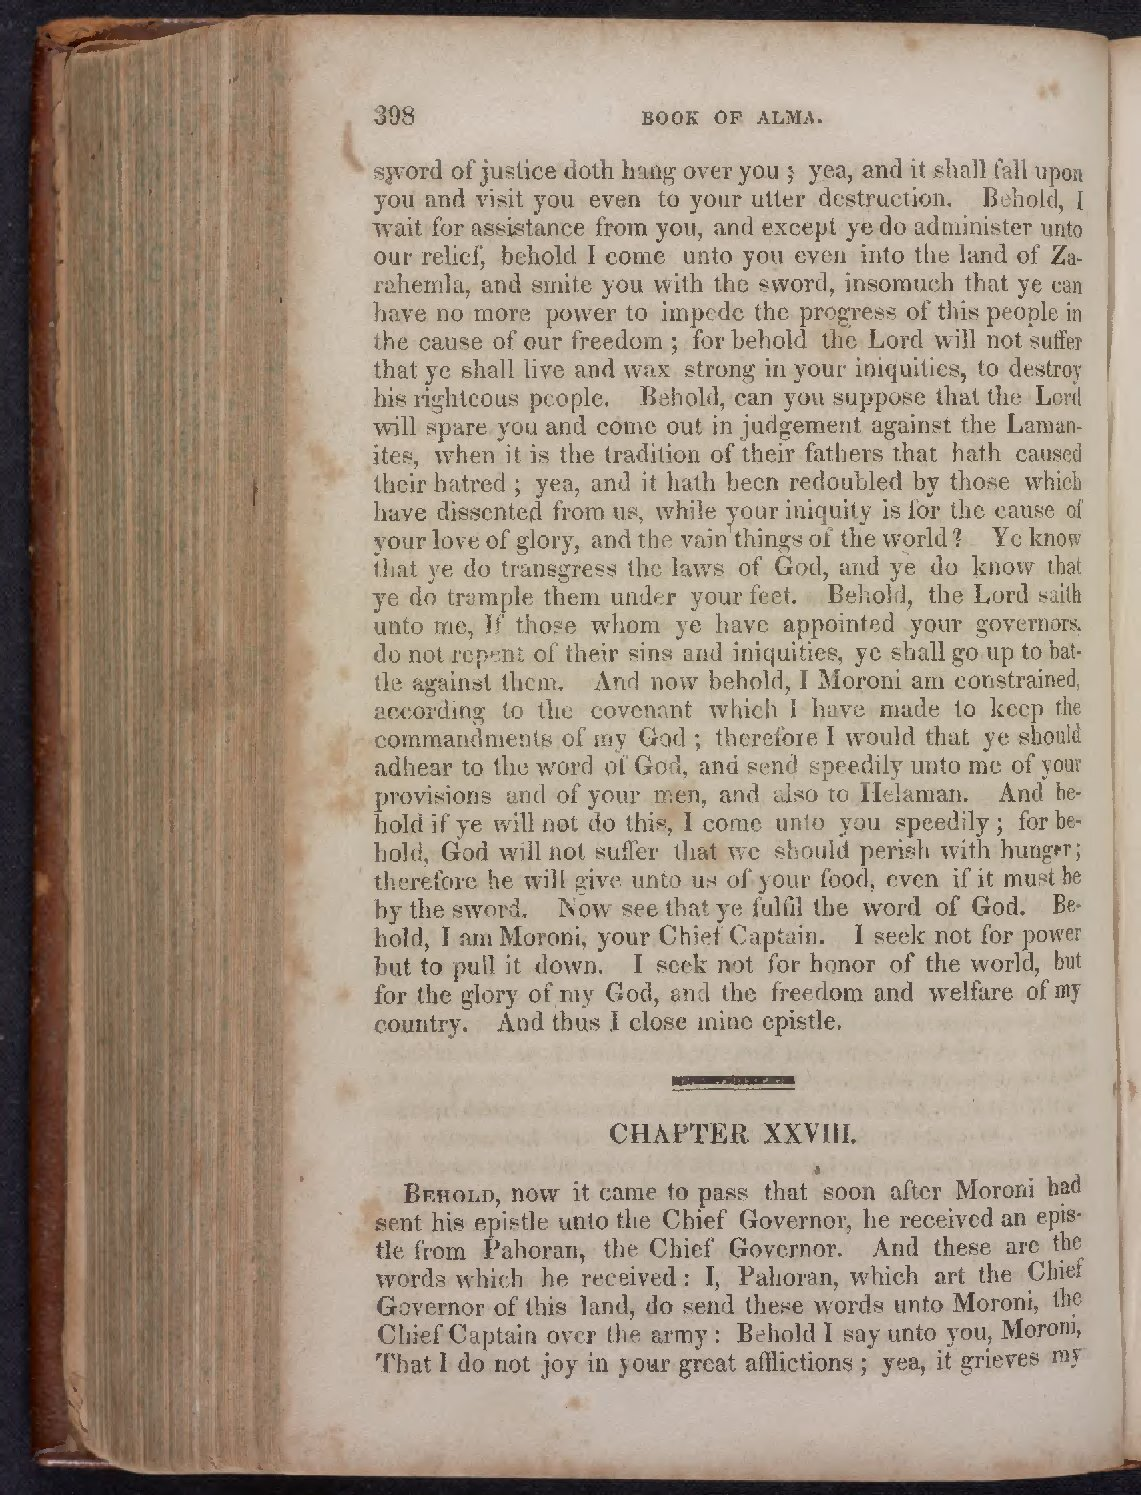 398 BOOK OF ALMA.
sword of justice doth hang over you ; yea, and it shall fall upon
you and visit you even to your utter destruction. Behold, I
wait for assistance from you, and except ye do administer unto
our relief, behold I come unto you even into the land of Za-
rahemla, and smite you with the sword, insomuch that ye can
have no more power to impede the progress of this people in
the cause of our freedom ; for behold the Lord will not suffer
that ye shall live and wax strong in your iniquities, to destroy
his righteous people. Behold, can you suppose that the Lord
will spare you and come out in judgement against the Laman-
ites, when it is the tradition of their fathers that hath caused
their hatred ; yea, and it hath been redoubled by those which
have dissented from us, while your iniquity is for the cause of
your love of glory, and the vain things of the world ? Ye know
that ye do transgress the laws of God, and ye do know that
ye do trample them under your feet. Behold, the Lord saith
unto me, If those whom ye have appointed your governors,
do not repent of their sins and iniquities, ye shall go up to bat-
tle against them. And now behold, I Moroni am constrained,
according to the covenant which I have made to keep the
commandments of my God ; therefore I would that ye should
adhear to the word of God, and send speedily unto me of your
provisions and of your men, and also to Helaman. And be-
hold if ye will not do this, I come unto you speedily ; for be-
hold, God will not suffer that we should perish with hunger ;
therefore he will give unto us of your food, even if it must be
by the sword. Now see that ye fulfil the word of God. Be-
hold, I am Moroni, your Chief Captain. I seek not for power
but to pull it down. I seek not for honor of the world, but
for the glory of my God, and the freedom and welfare of my
country. And thus I close mine epistle.
CHAPTER XXVIII.
BEHOLD, now it came to pass that soon after Moroni had
sent his epistle unto the Chief Governor, he received an epis-
tle from Pahoran, the Chief Governor. And these are the
words which he received : I, Pahoran, which art the Chief
Governor of this land, do send these words unto Moroni, the
Chief Captain over the army : Behold I say unto you, Moroni,
That I do not joy in your great afflictions ; yea, it grieves my